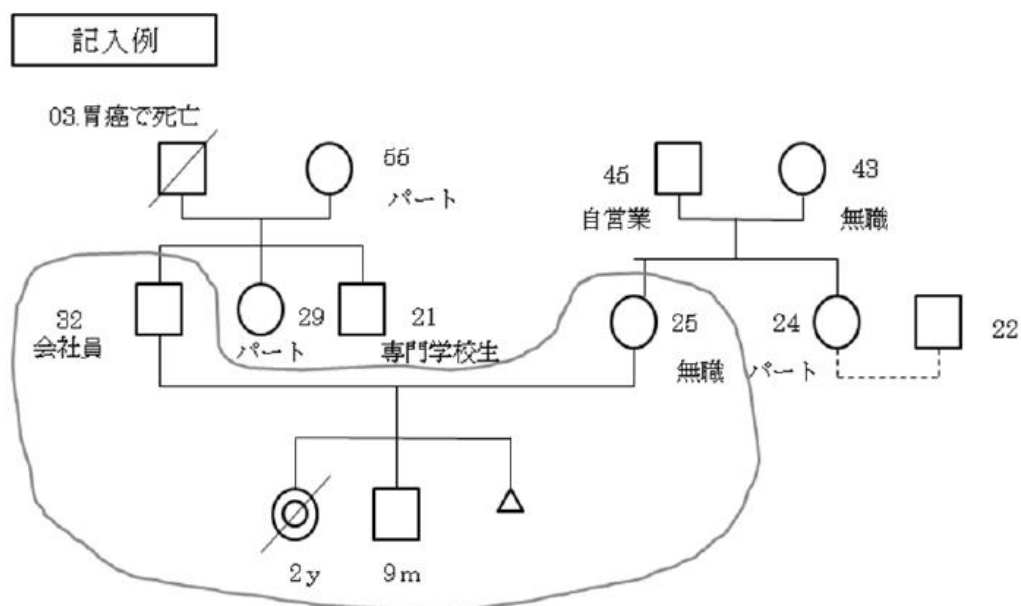 記入例
03.胃癌で死亡
55
パート
45
自営業
43
無職
32
会社員
29
パート
21
専門学校生
25
無職
24
パート
22
2y
9m